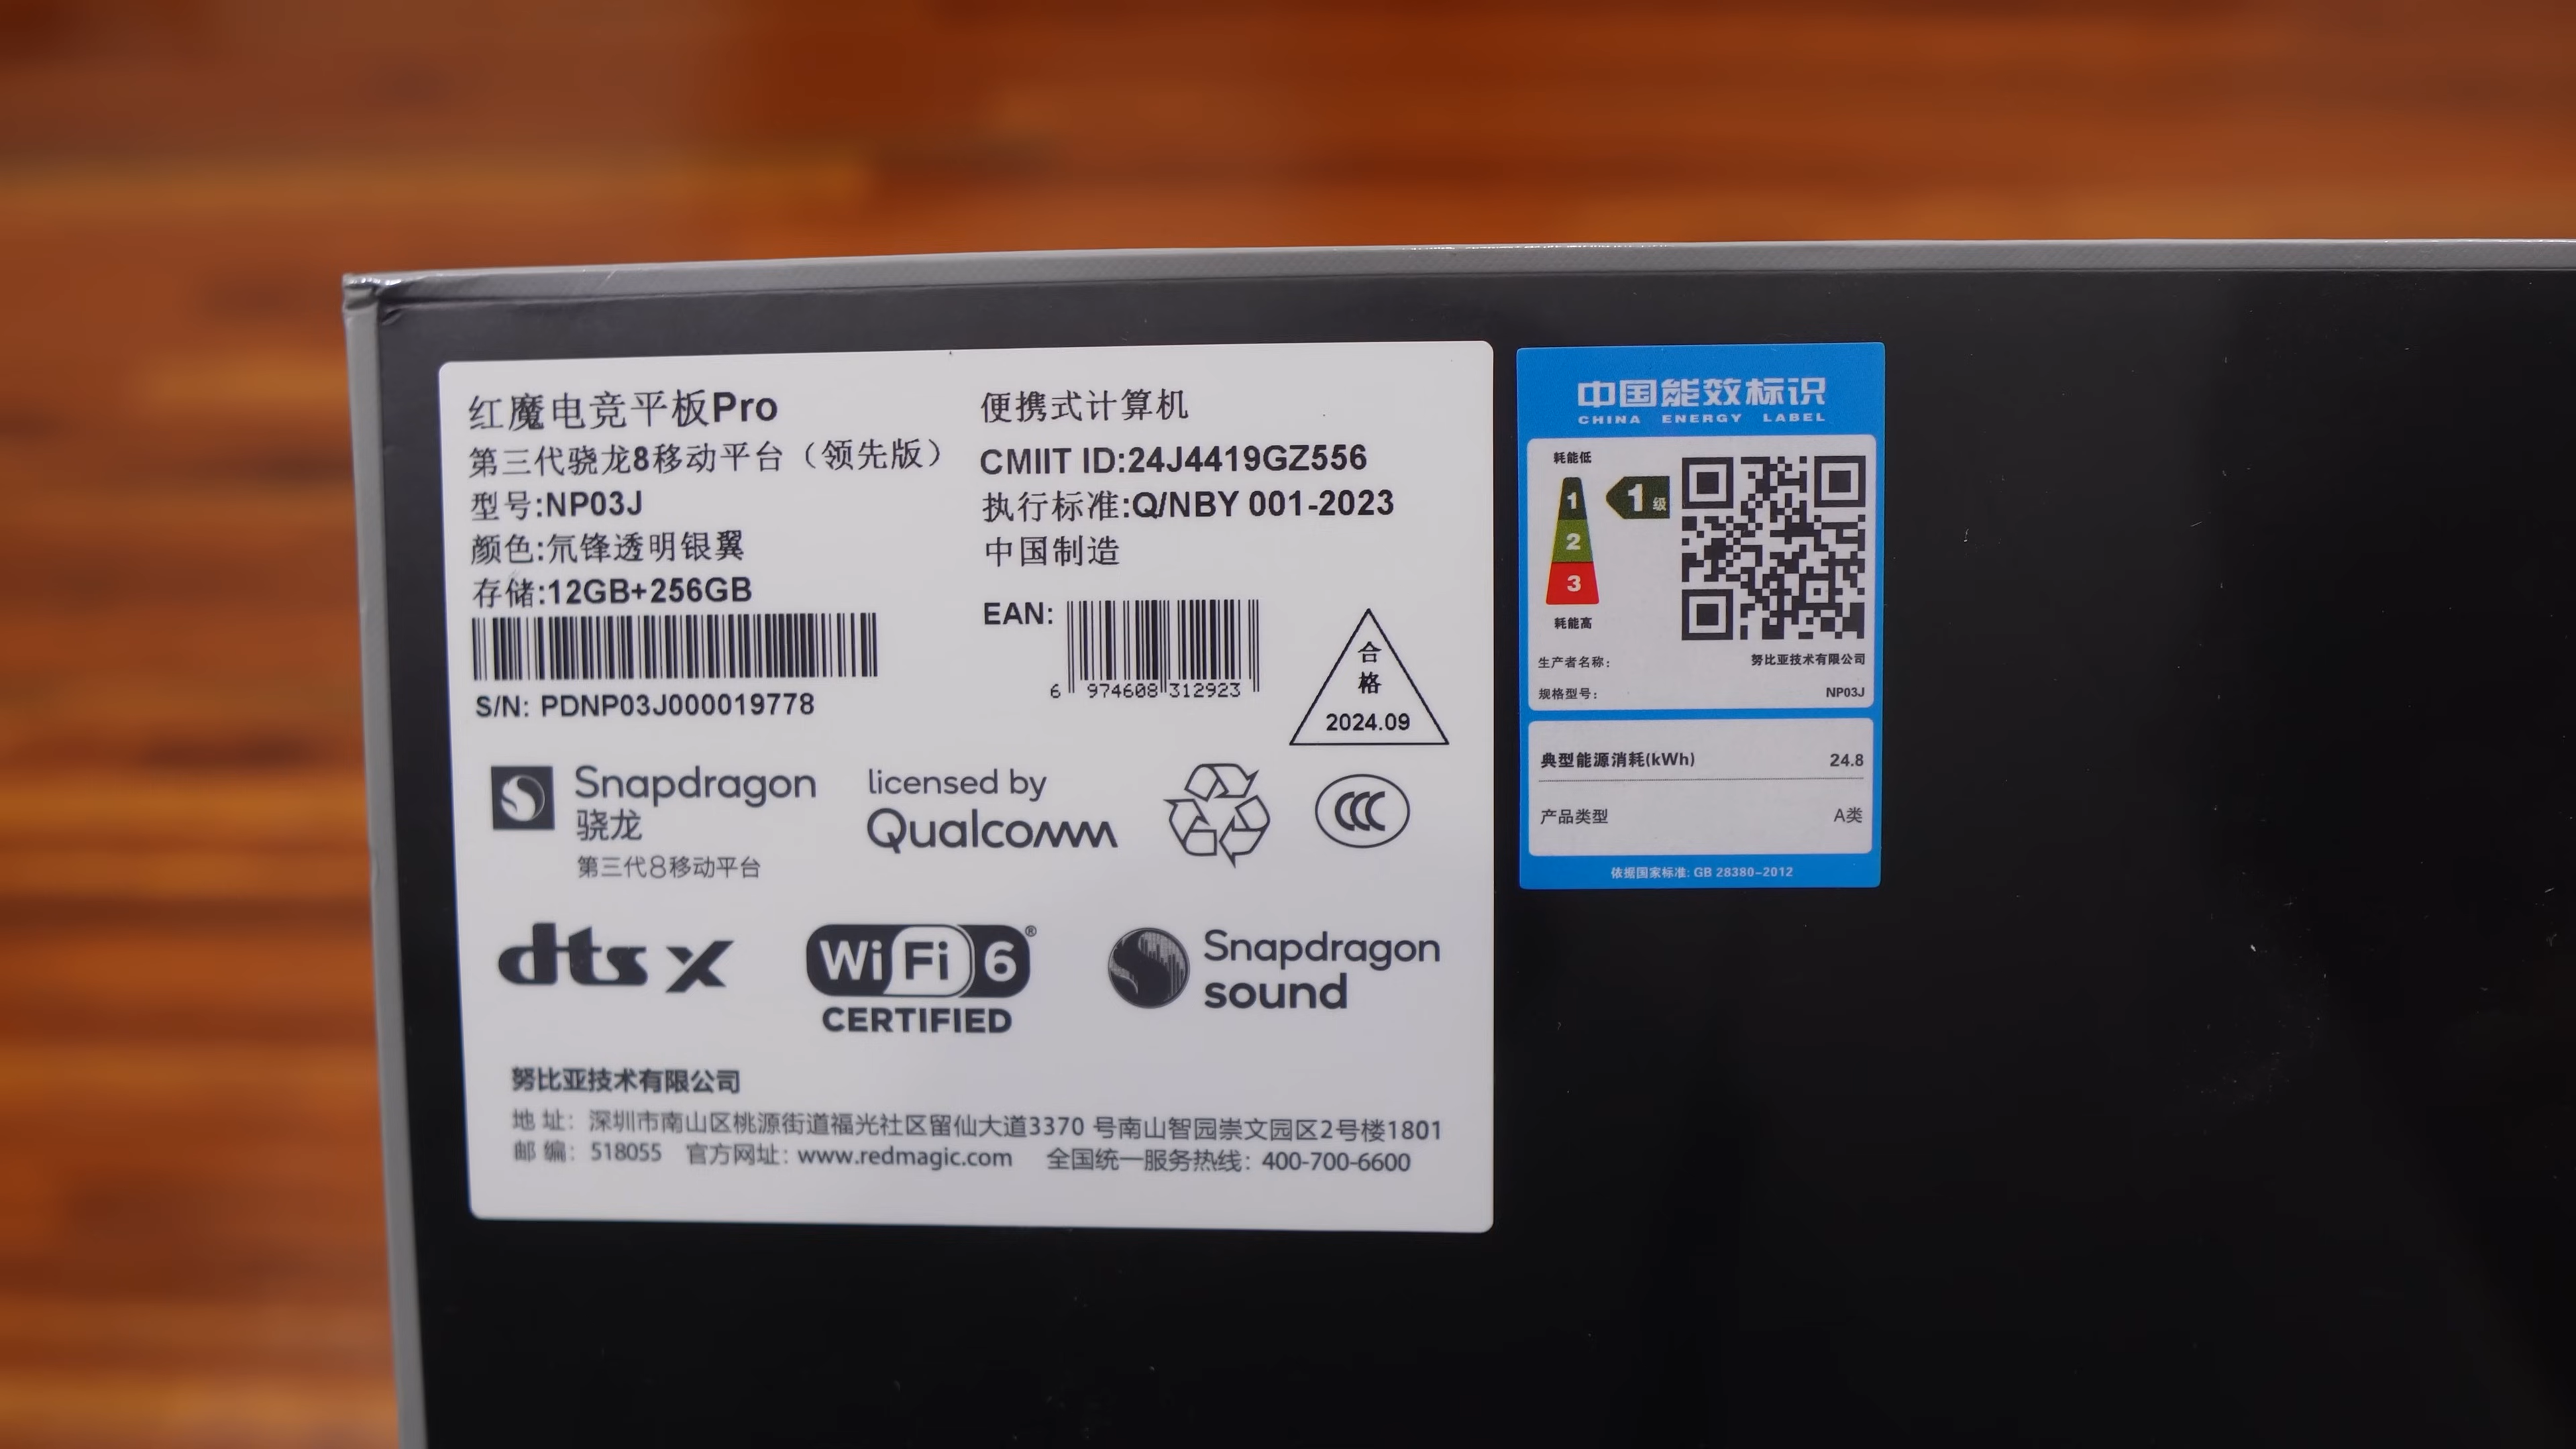 红魔电竞平板Pro
第三代骁龙8移动平台（领先版）
型号:NP03J
颜色:氘锋透明银翼
存储:12GB+256GB
S/N: PDNP03J000019778
便携式计算机
CMIIT ID:24J4419GZ556
执行标准:Q/NBY 001-2023
中国制造
EAN:
6 974608 312923
合
格
2024.09
Snapdragon
骁龙
第三代8移动平台
licensed by
Qualcomm
CCC
dts x
WiFi 6®
CERTIFIED
Snapdragon
sound
努比亚技术有限公司
地 址：深圳市南山区桃源街道福光社区留仙大道3370 号南山智园崇文园区2号楼1801
邮 编：518055 官方网址：www.redmagic.com 全国统一服务热线：400-700-6600
中国能效标识
CHINA ENERGY LABEL
耗能低
1
1级
2
3
耗能高
生产者名称： 努比亚技术有限公司
规格型号： NP03J
典型能源消耗(kWh) 24.8
产品类型 A类
依据国家标准: GB 28380-2012